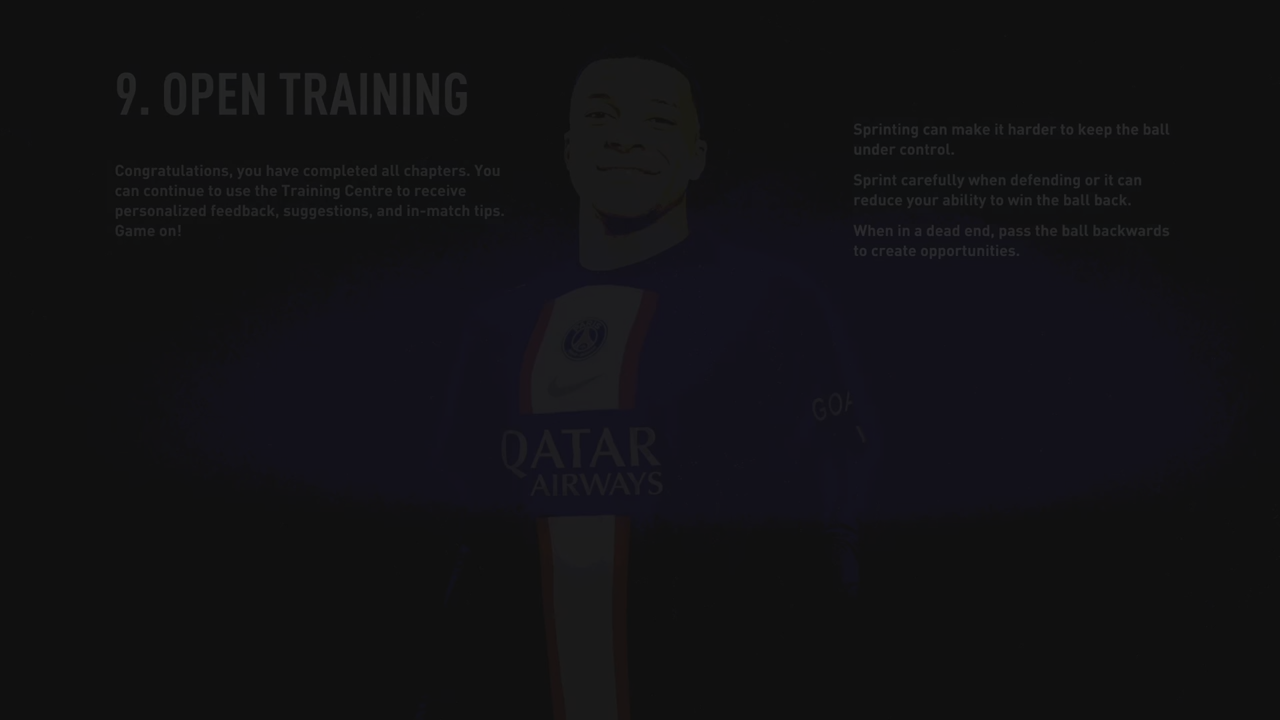 9. OPEN TRAINING
Congratulations, you have completed all chapters. You
can continue to use the Training Centre to receive
personalized feedback, suggestions, and in-match tips.
Game on!
Sprinting can make it harder to keep the ball
under control.
Sprint carefully when defending or it can
reduce your ability to win the ball back.
When in a dead end, pass the ball backwards
to create opportunities.
GOA
QATAR
AIRWAYS